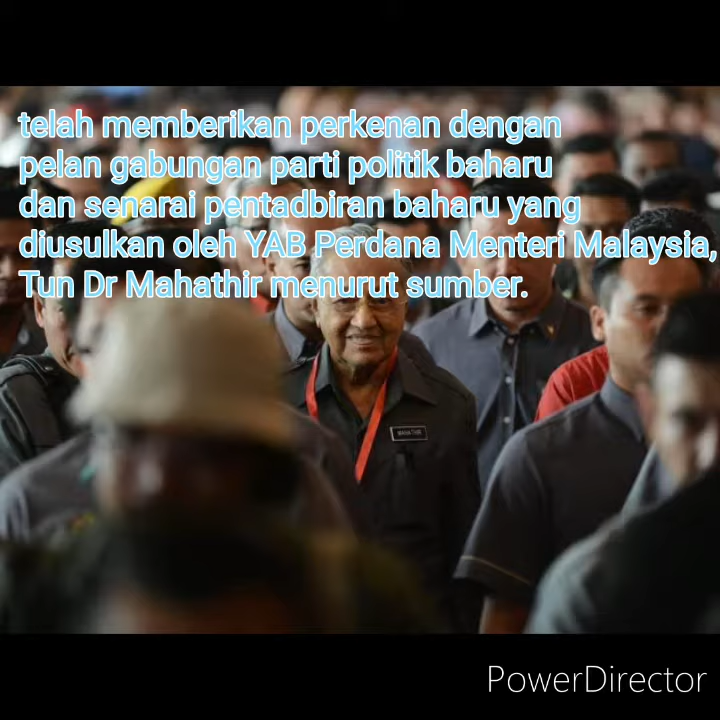 telah memberikan perkenan dengan
pelan gabungan parti politik baharu
dan senarai pentadbiran baharu yang
diusulkan oleh YAB Perdana Menteri Malaysia,
Tun Dr Mahathir menurut sumber.
MAHATHIR
PowerDirector